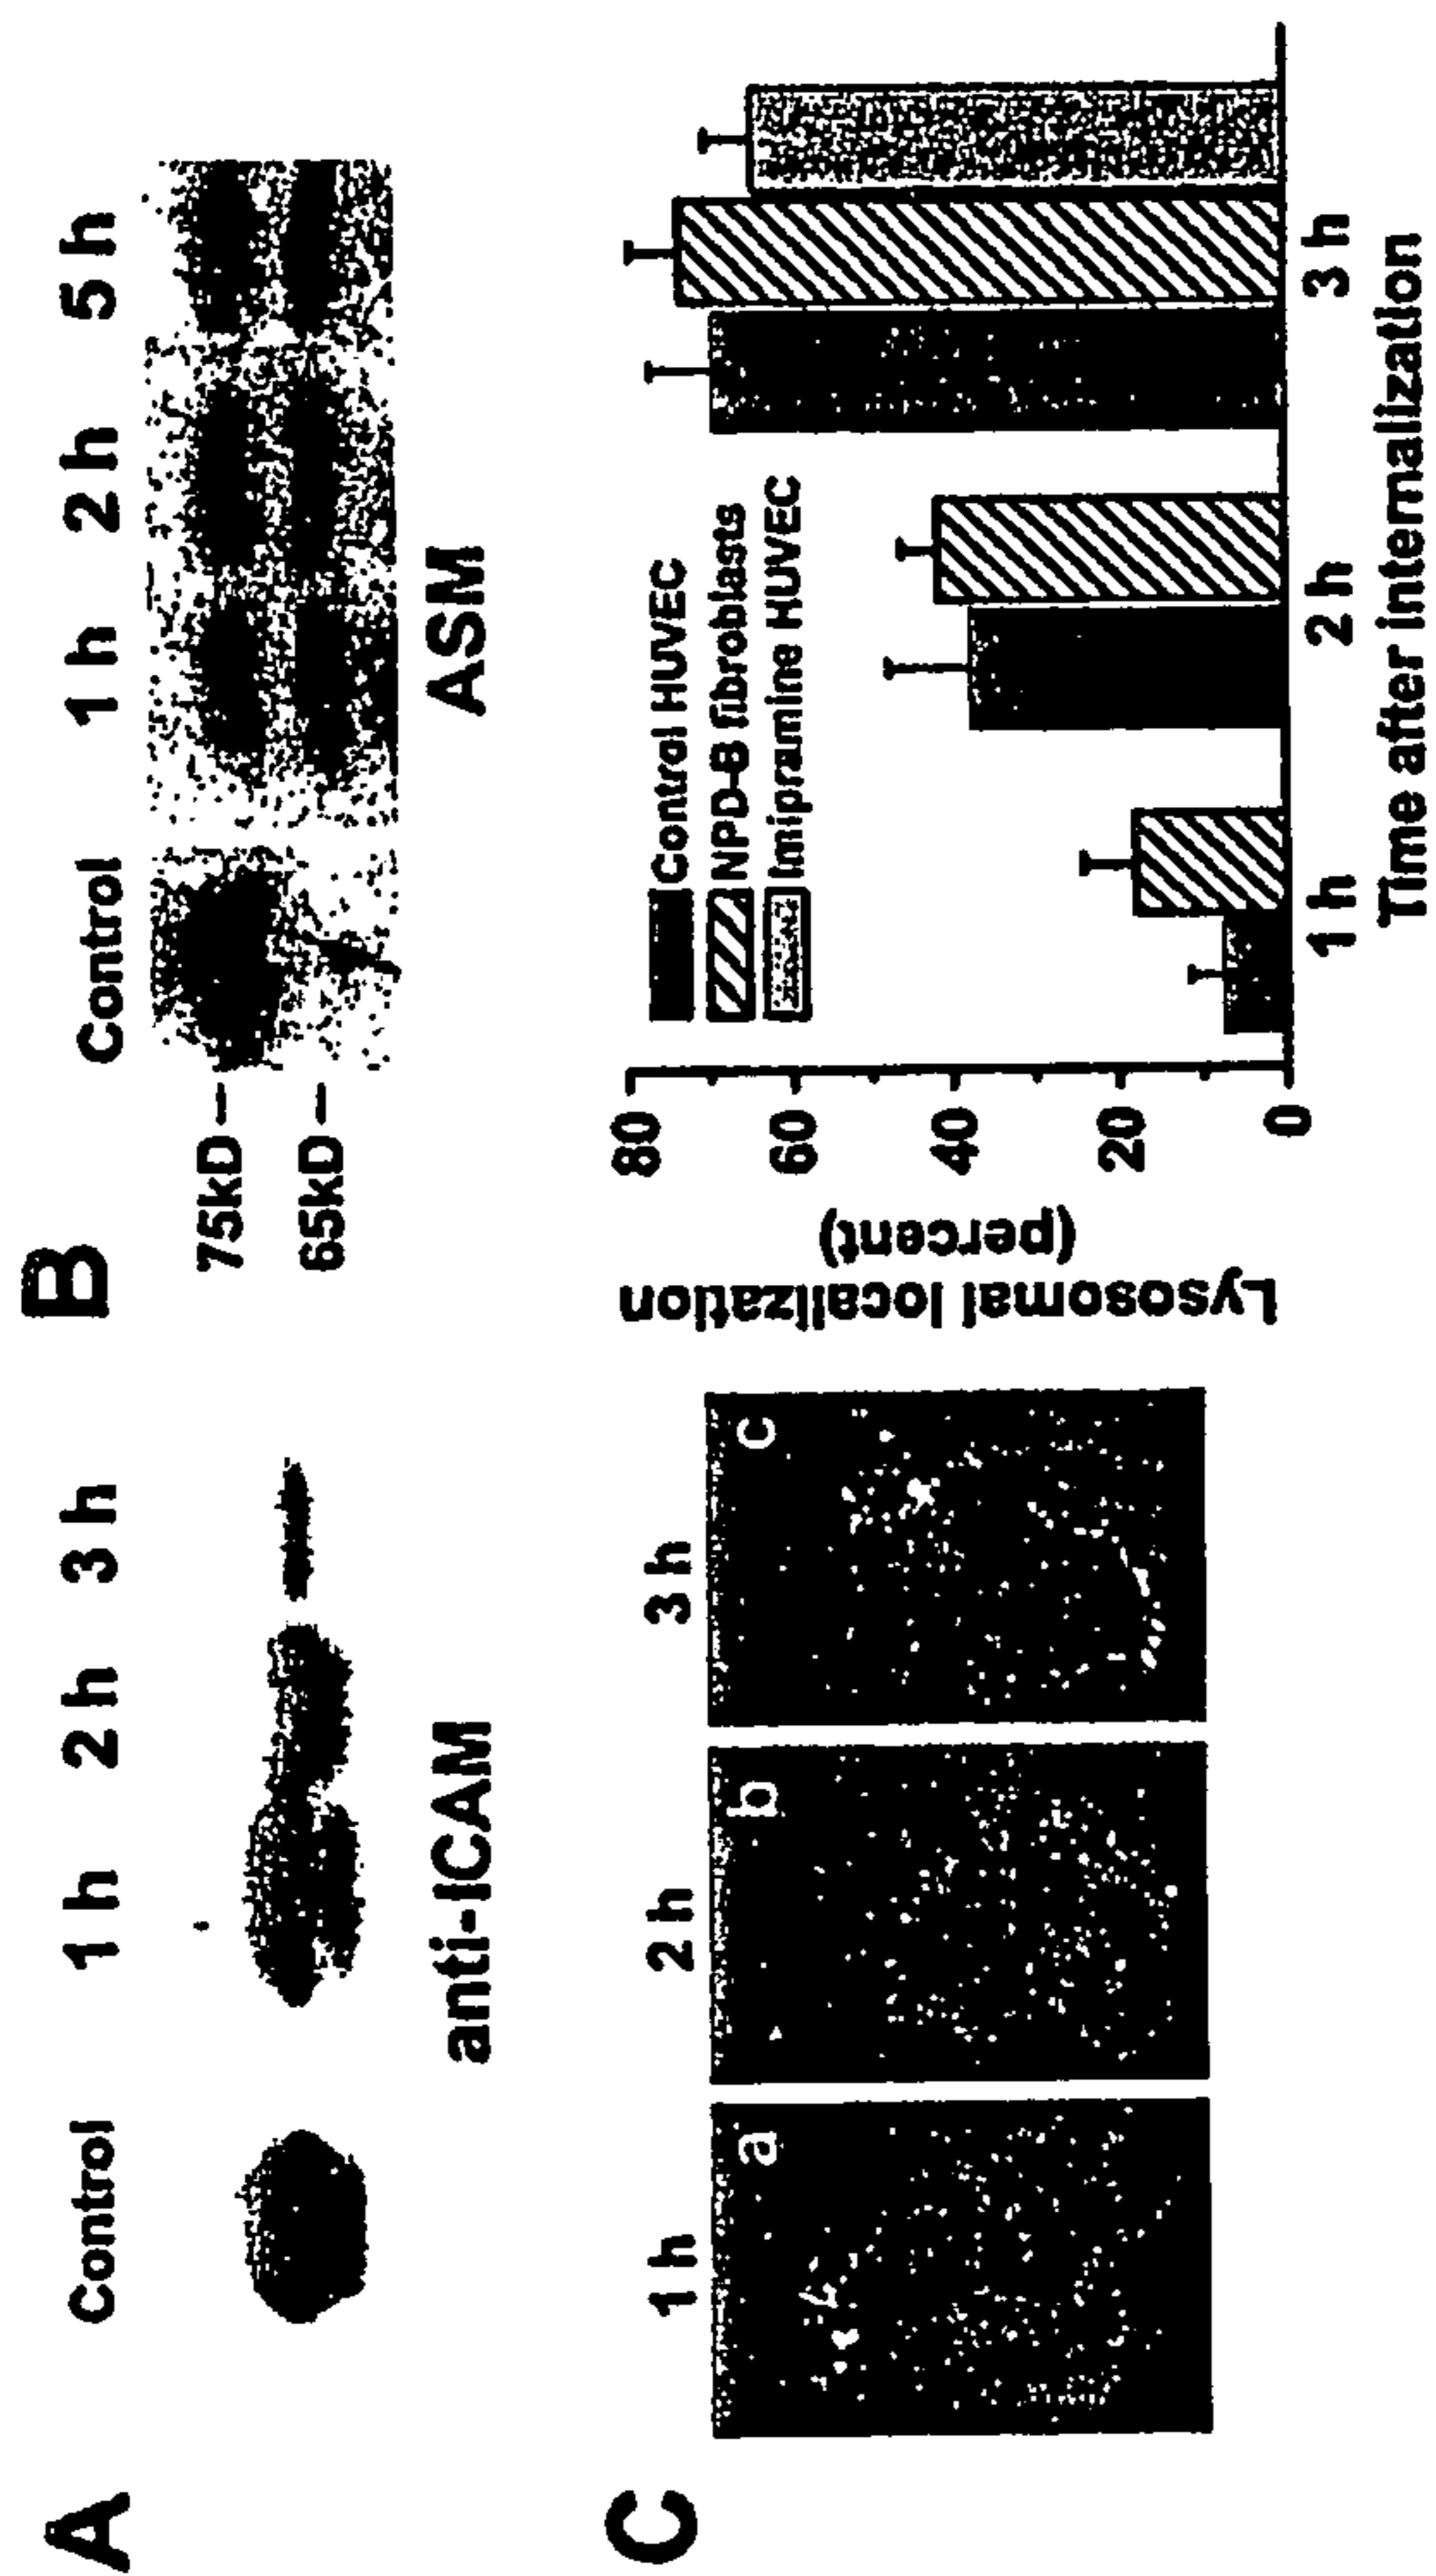 A
Control 1 h 2 h 3 h
anti-ICAM
B
Control 1 h 2 h 5 h
75kD
65kD
ASM
C
1 h 2 h 3 h
a b c
Lysosomal localization
(percent)
80
60
40
20
0
Control HUVEC
NPD-B fibroblasts
Imipramine HUVEC
1 h 2 h 3 h
Time after internalization